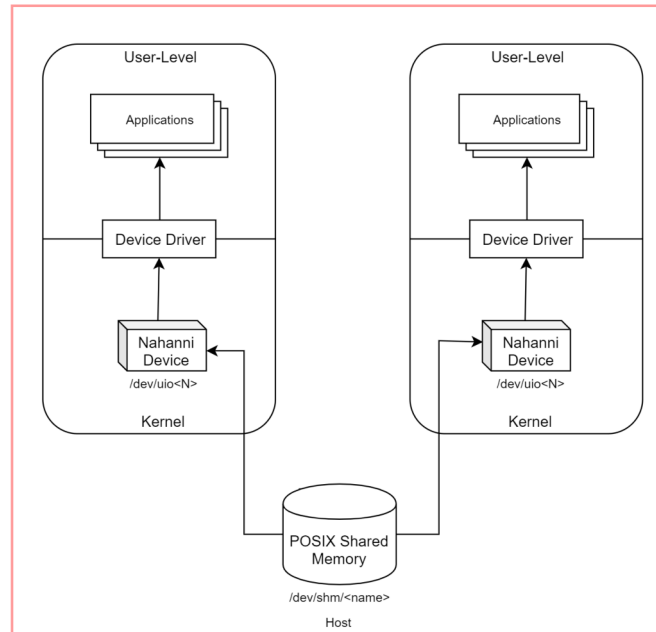 User-Level
Applications
Device Driver
Nahanni
Device
/dev/uio<N>
Kernel
User-Level
Applications
Device Driver
Nahanni
Device
/dev/uio<N>
Kernel
POSIX Shared
Memory
/dev/shm/<name>
Host